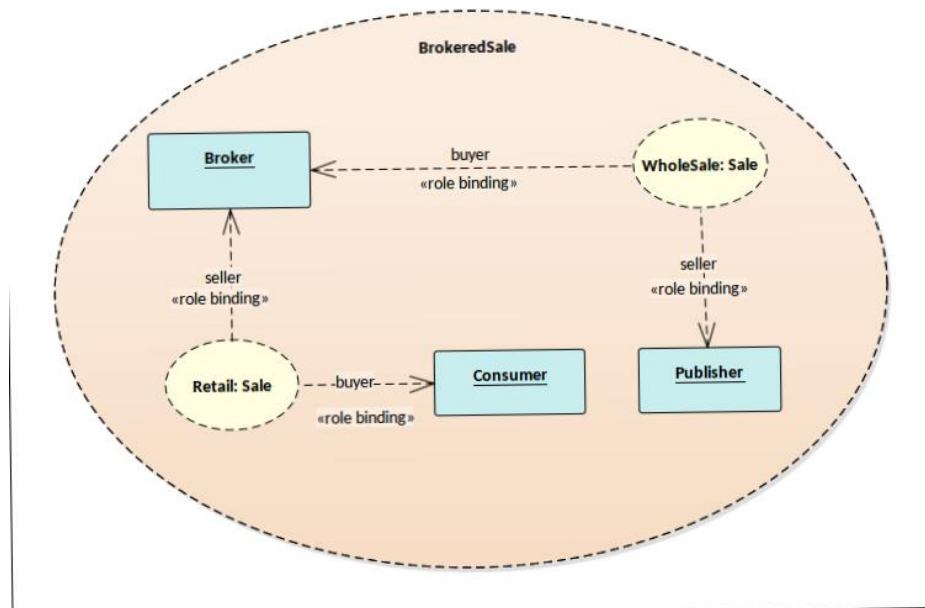 BrokeredSale
Broker
buyer
«role binding»
WholeSale: Sale
seller
«role binding»
seller
«role binding»
Retail: Sale
buyer
«role binding»
Consumer
Publisher